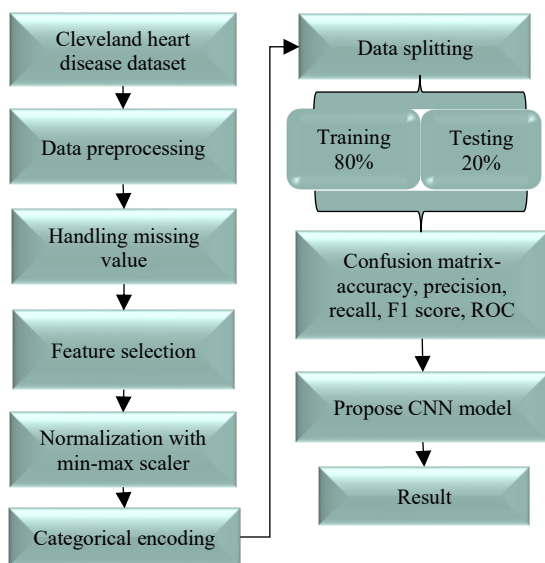 Cleveland heart
disease dataset
Data preprocessing
Handling missing
value
Feature selection
Normalization with
min-max scaler
Categorical encoding
Data splitting
Training
80%
Testing
20%
Confusion matrix-
accuracy, precision,
recall, F1 score, ROC
Propose CNN model
Result